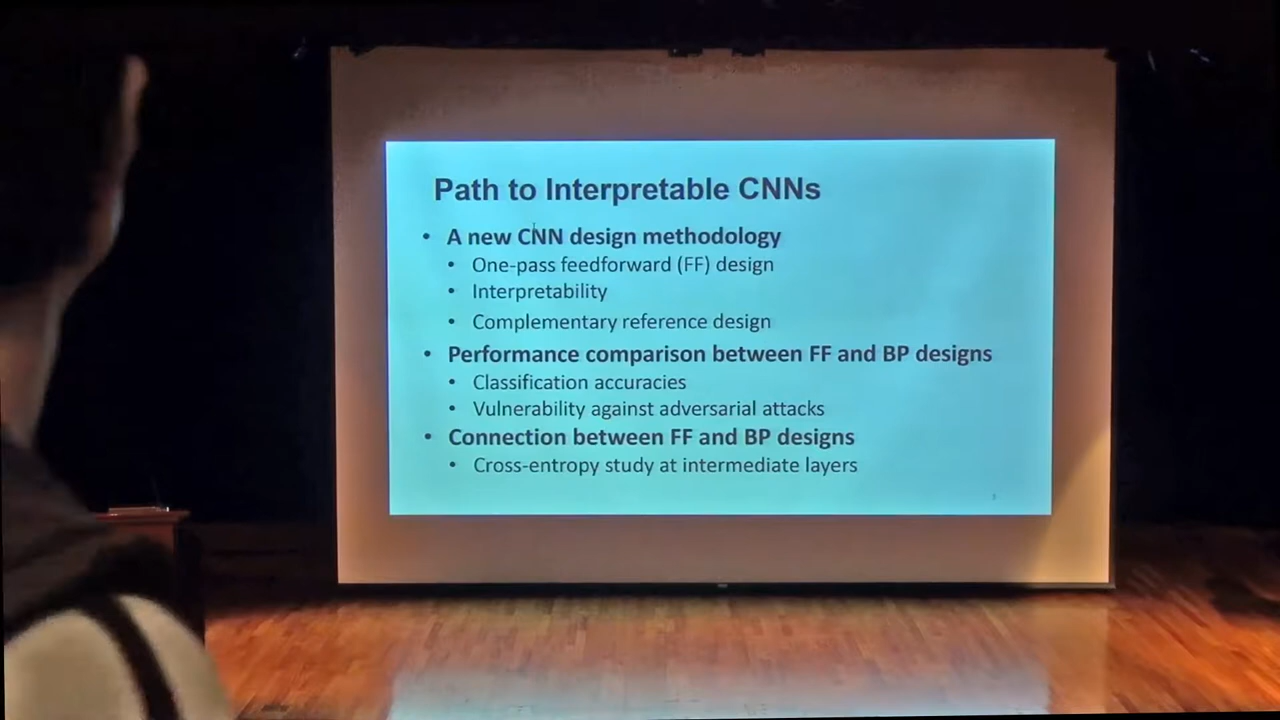 Path to Interpretable CNNs
• A new CNN design methodology
• One-pass feedforward (FF) design
• Interpretability
• Complementary reference design
• Performance comparison between FF and BP designs
• Classification accuracies
• Vulnerability against adversarial attacks
• Connection between FF and BP designs
• Cross-entropy study at intermediate layers